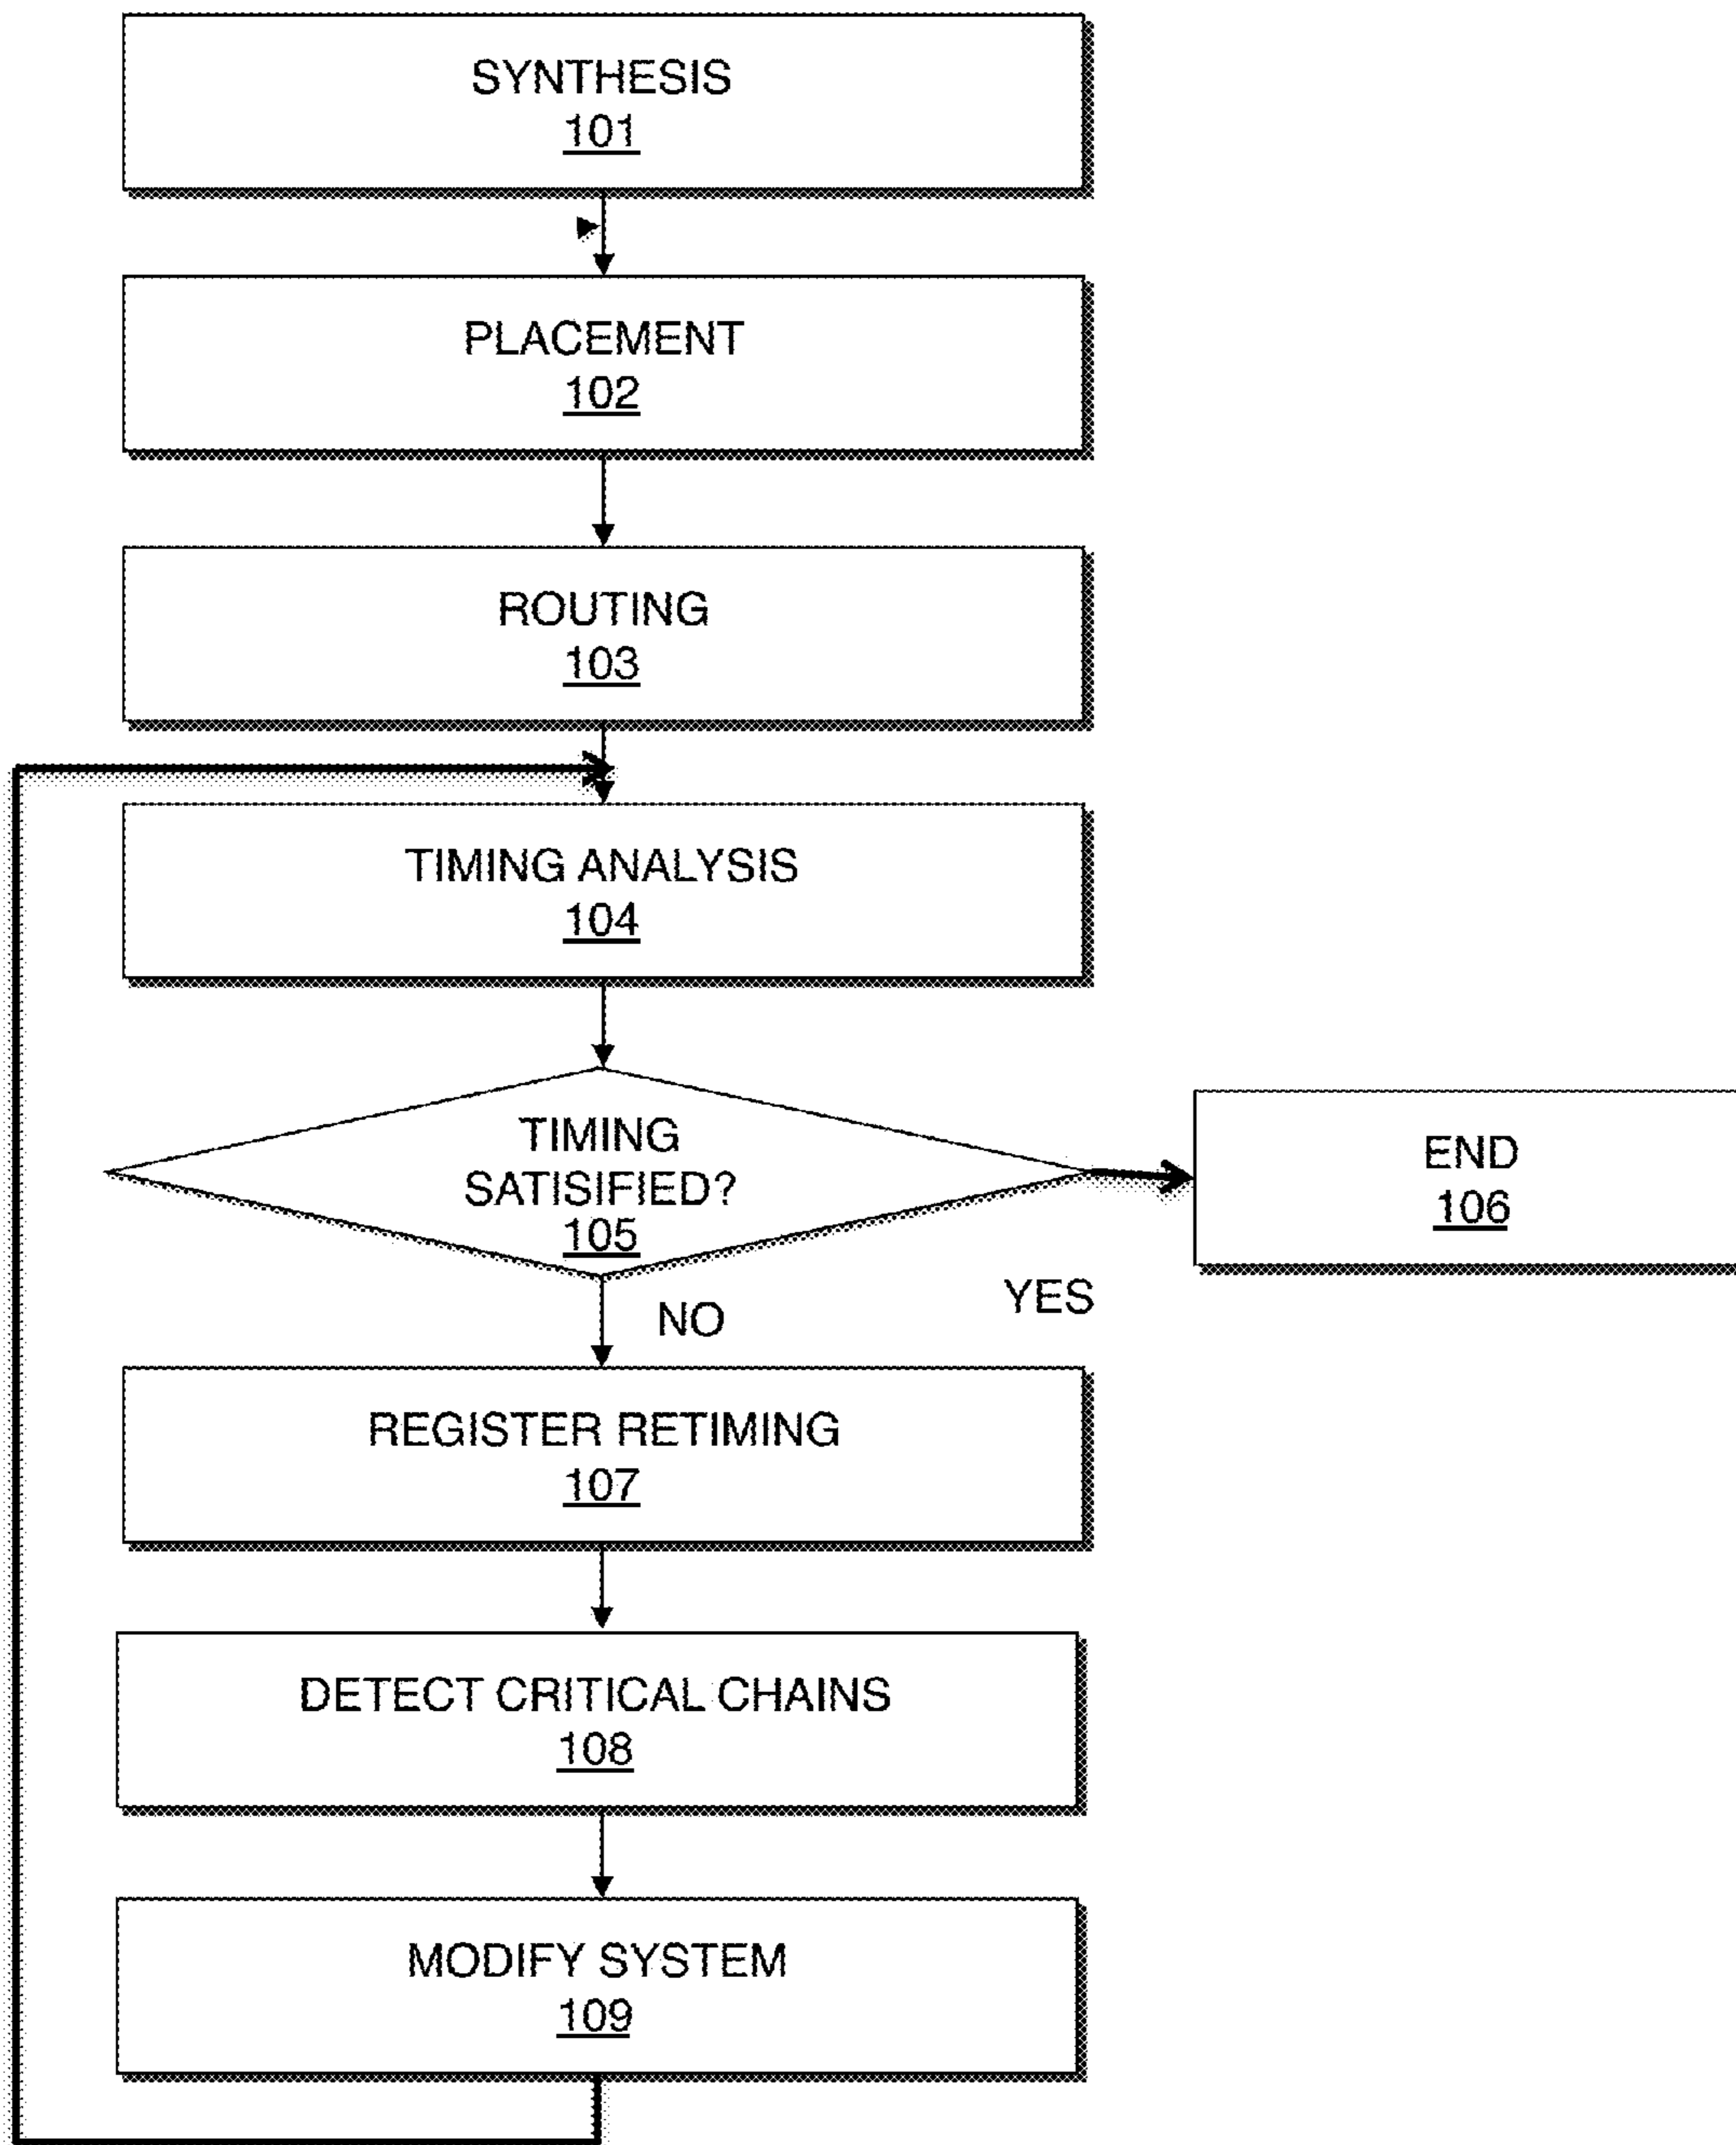 SYNTHESIS
101
PLACEMENT
102
ROUTING
103
TIMING ANALYSIS
104
TIMING
SATISIFIED?
105
END
106
NO
YES
REGISTER RETIMING
107
DETECT CRITICAL CHAINS
108
MODIFY SYSTEM
109